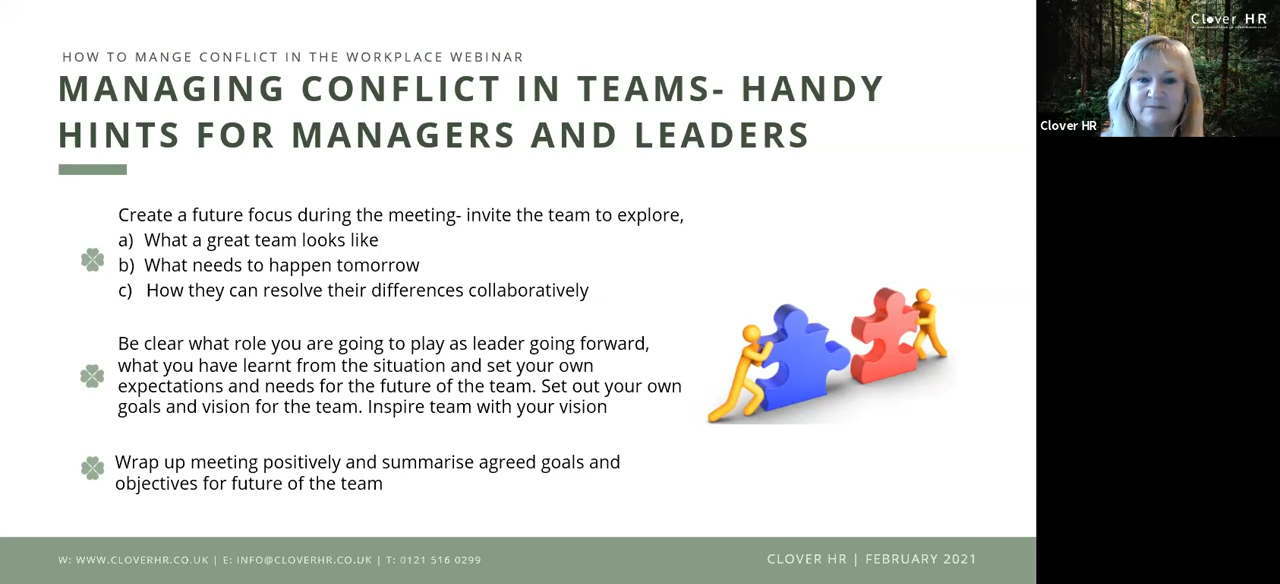 HOW TO MANGE CONFLICT IN THE WORKPLACE WEBINAR
MANAGING CONFLICT IN TEAMS- HANDY
HINTS FOR MANAGERS AND LEADERS
Create a future focus during the meeting- invite the team to explore,
a) What a great team looks like
b) What needs to happen tomorrow
c) How they can resolve their differences collaboratively
Be clear what role you are going to play as leader going forward,
what you have learnt from the situation and set your own
expectations and needs for the future of the team. Set out your own
goals and vision for the team. Inspire team with your vision
Wrap up meeting positively and summarise agreed goals and
objectives for future of the team
W: WWW.CLOVERHR.CO.UK | E: INFO@CLOVERHR.CO.UK | T: 0121 516 0299
CLOVER HR | FEBRUARY 2021
Clover HR
Clover HR